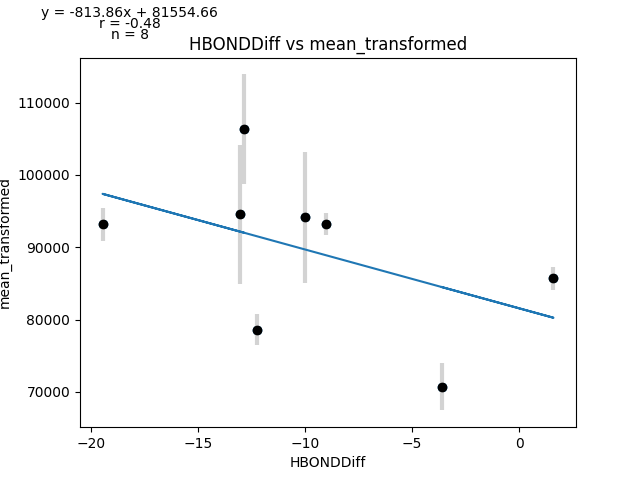 y = -813.86x + 81554.66
r = -0.48
n = 8
HBONDDiff vs mean_transformed
mean_transformed
110000
100000
90000
80000
70000
−20
−15
−10
−5
0
HBONDDiff